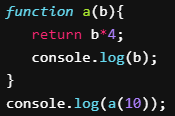 function a(b){
return b*4;
console.log(b);
}
console.log(a(10));